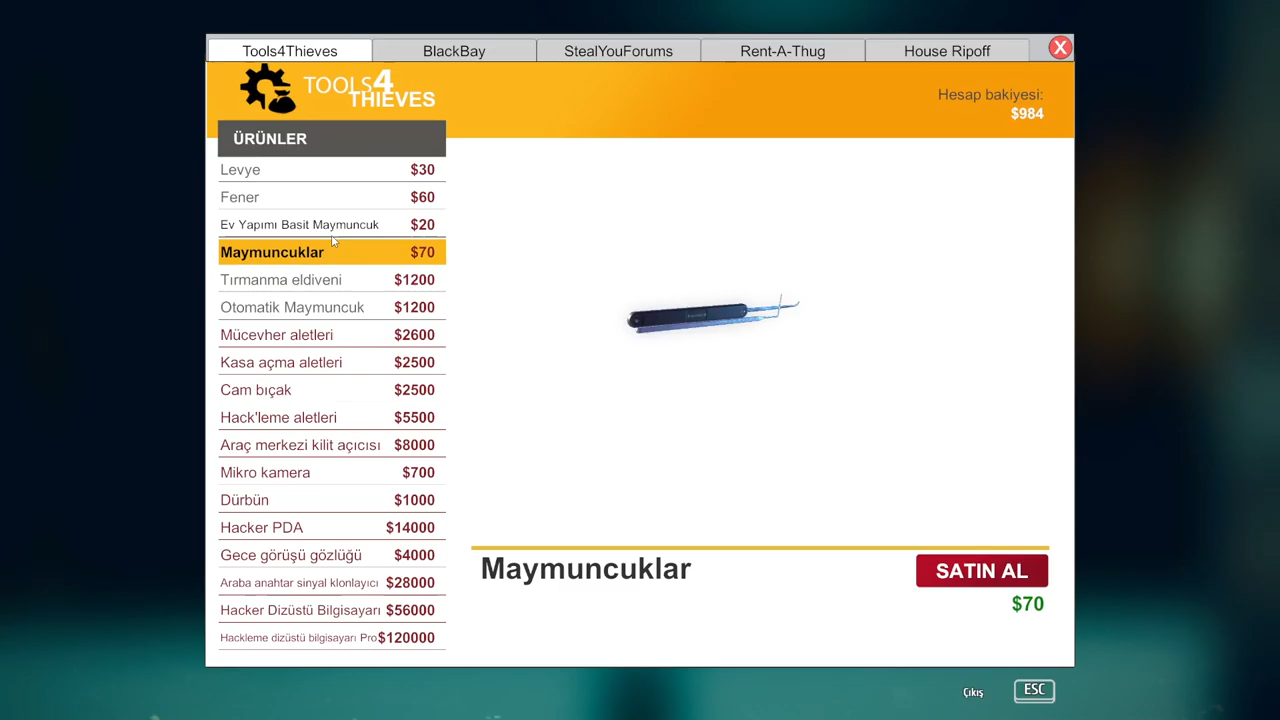 Tools4Thieves
BlackBay
StealYouForums
Rent-A-Thug
House Ripoff
X
TOOLS4
THIEVES
Hesap bakiyesi:
$984
ÜRÜNLER
Levye $30
Fener $60
Ev Yapımı Basit Maymuncuk $20
Maymuncuklar $70
Tırmanma eldiveni $1200
Otomatik Maymuncuk $1200
Mücevher aletleri $2600
Kasa açma aletleri $2500
Cam bıçak $2500
Hack'leme aletleri $5500
Araç merkezi kilit açıcısı $8000
Mikro kamera $700
Dürbün $1000
Hacker PDA $14000
Gece görüşü gözlüğü $4000
Araba anahtar sinyal klonlayıcı $28000
Hacker Dizüstü Bilgisayarı $56000
Hackleme dizüstü bilgisayarı Pro $120000
Maymuncuklar
SATIN AL
$70
Çıkış ESC